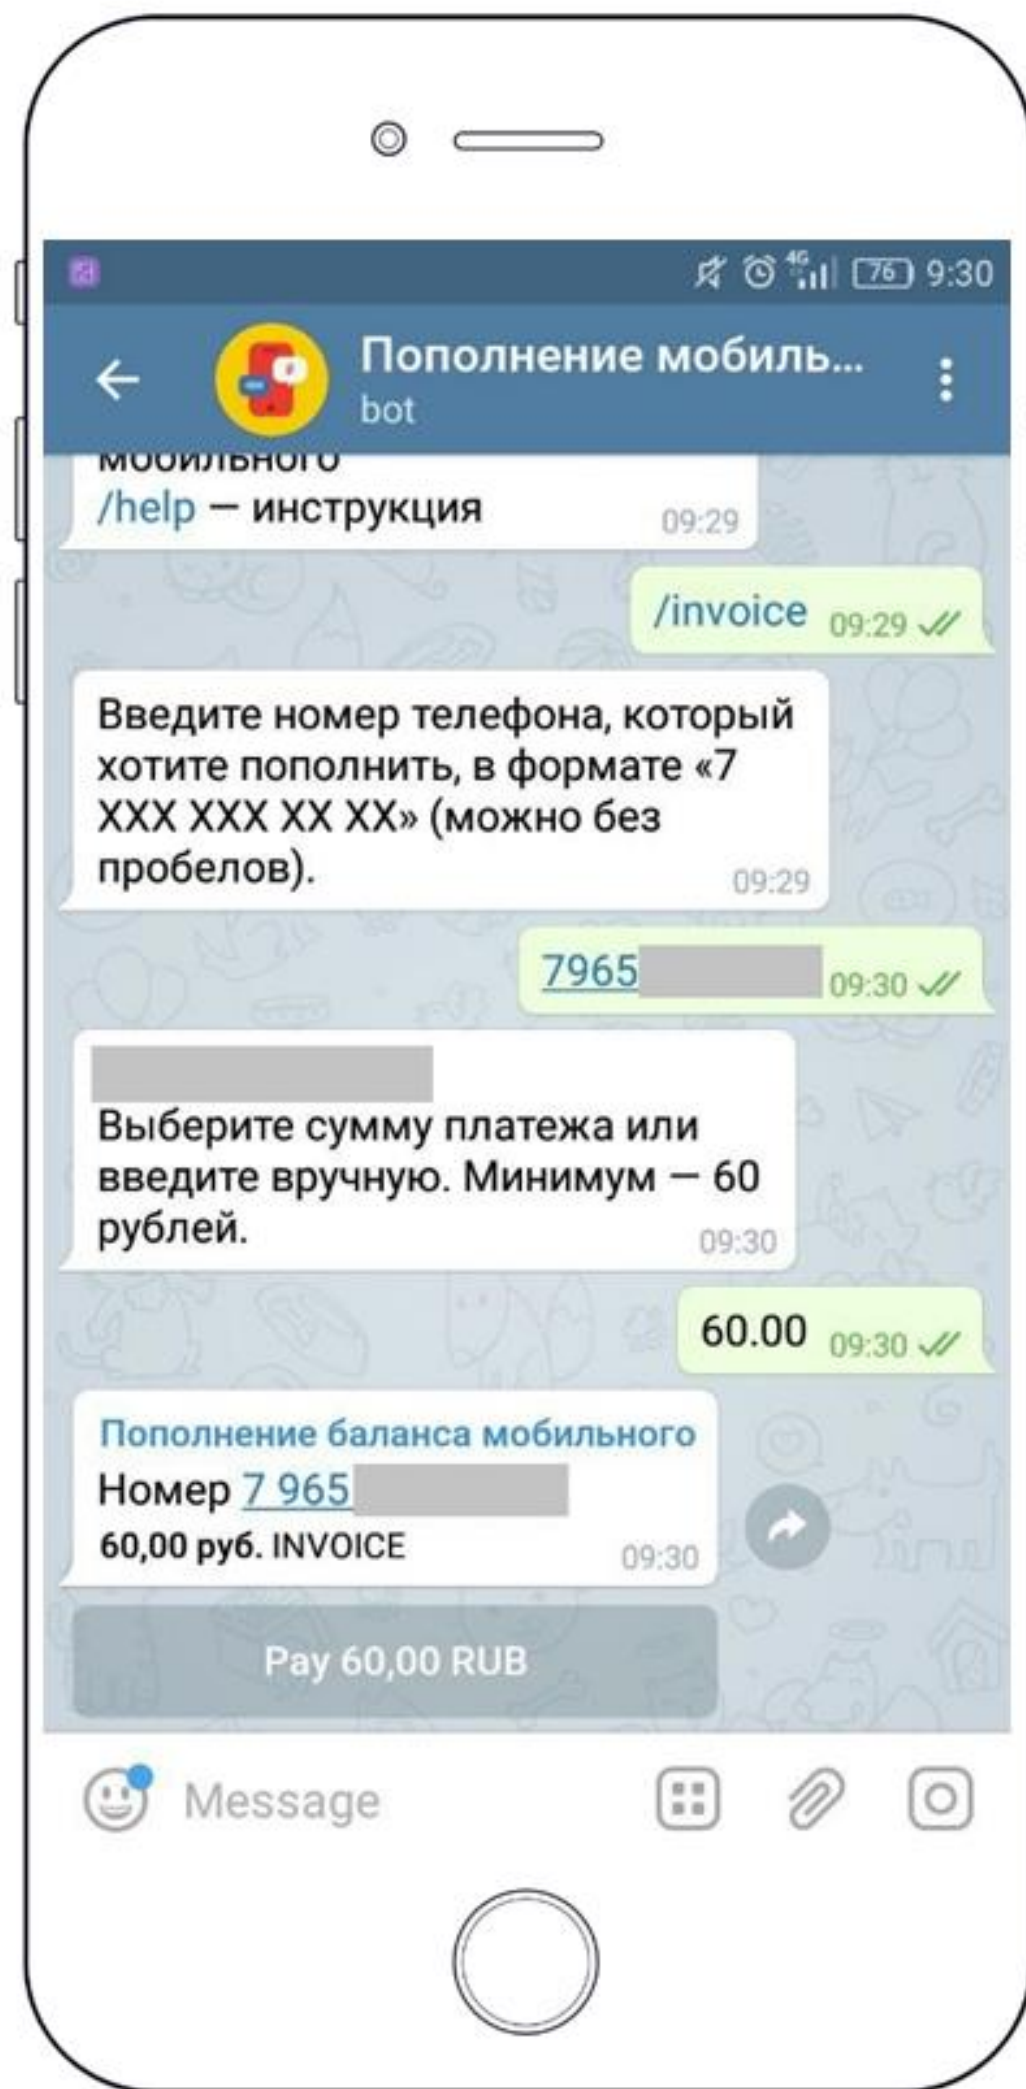 4G 76 9:30
Пополнение мобиль...
bot
мобильного
/help — инструкция 09:29
/invoice 09:29
Введите номер телефона, который
хотите пополнить, в формате «7
XXX XXX XX XX» (можно без
пробелов). 09:29
7965 09:30
Выберите сумму платежа или
введите вручную. Минимум — 60
рублей. 09:30
60.00 09:30
Пополнение баланса мобильного
Номер 7 965
60,00 руб. INVOICE 09:30
Pay 60,00 RUB
Message